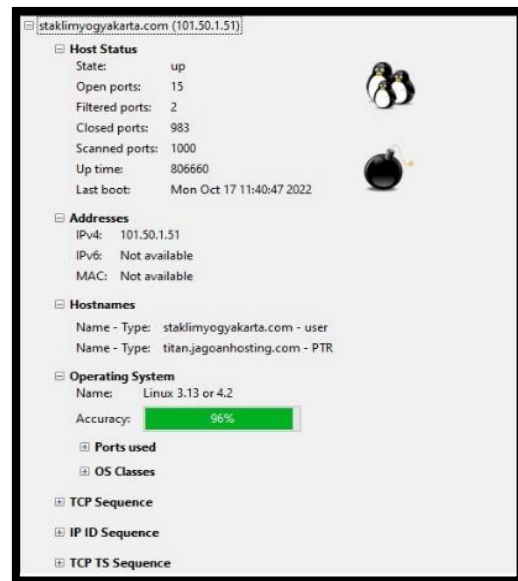 staklimyogyakarta.com (101.50.1.51)
Host Status
State: up
Open ports: 15
Filtered ports: 2
Closed ports: 983
Scanned ports: 1000
Up time: 806660
Last boot: Mon Oct 17 11:40:47 2022
Addresses
IPv4: 101.50.1.51
IPv6: Not available
MAC: Not available
Hostnames
Name - Type: staklimyogyakarta.com - user
Name - Type: titan.jagoanhosting.com - PTR
Operating System
Name: Linux 3.13 or 4.2
Accuracy: 96%
Ports used
OS Classes
TCP Sequence
IP ID Sequence
TCP TS Sequence